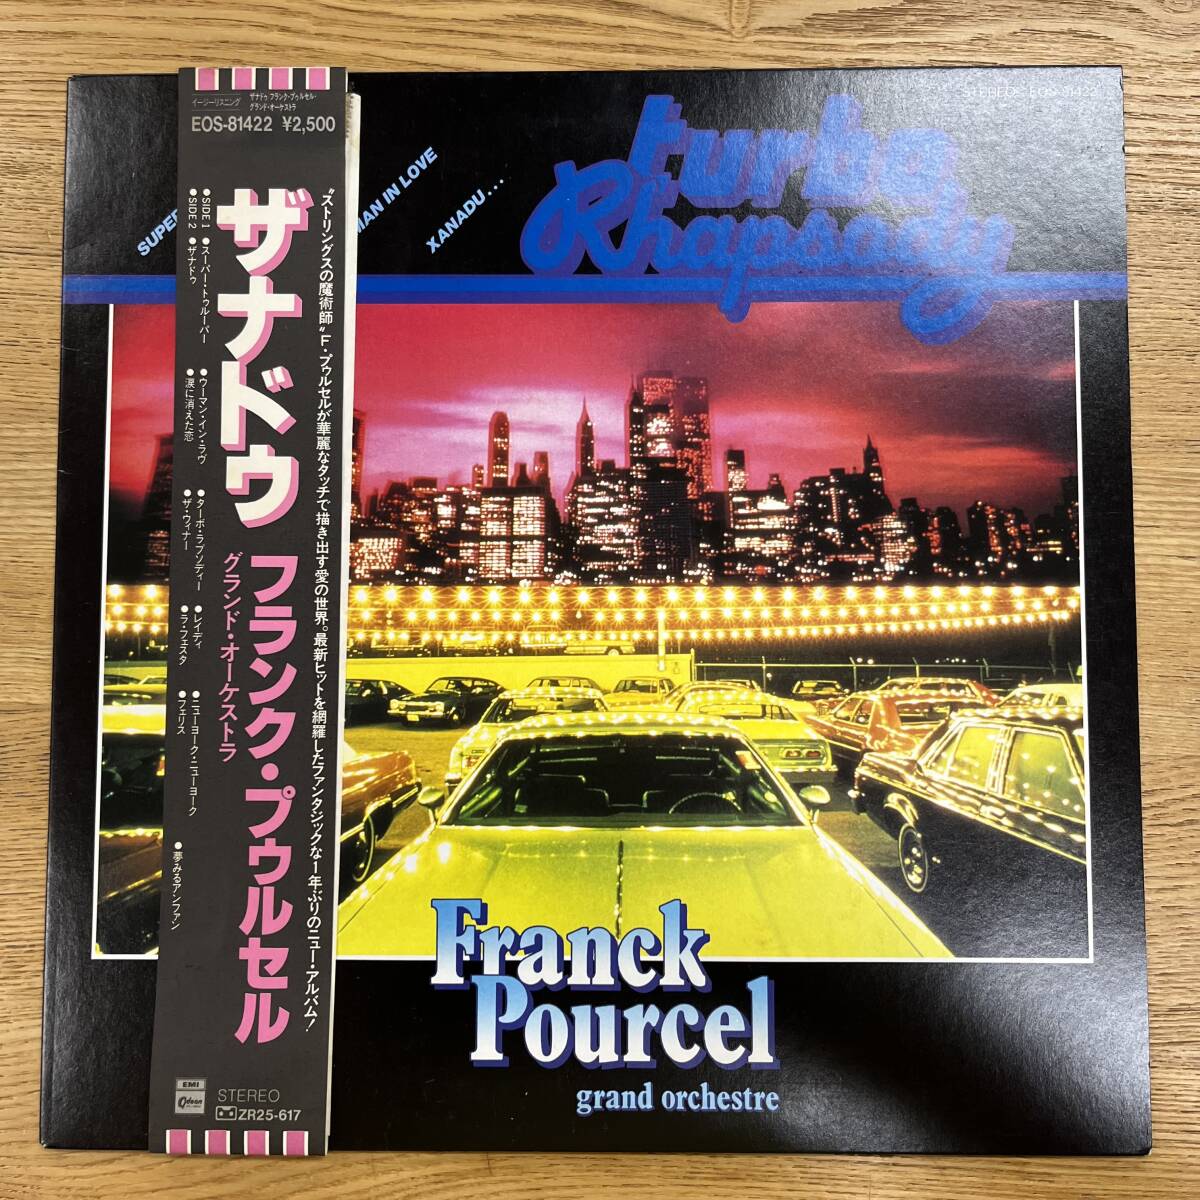 イージーリスニング
ザナドゥ フランク・プゥルセル・
グランド・オーケストラ
EOS-81422 ¥2,500
ザナドゥ フランク・プゥルセル
グランド・オーケストラ
"ストリングスの魔術師"F・プゥルセルが華麗なタッチで描き出す愛の世界。最新ヒットを網羅したファンタジックな1年ぶりのニュー・アルバム!
●SIDE 1 ●スーパー・トゥルーパー ●ウーマン・イン・ラヴ ●ターボ・ラプソディー ●レイディ ●ニューヨーク・ニューヨーク
●SIDE 2 ●ザナドゥ ●涙に消えた恋 ●ザ・ウィナー ●ラ・フェスタ ●フェリス ●夢みるアンファン
EMI
Odeon
STEREO
ZR25-617
STEREO EOS-81422
SUPER
MAN IN LOVE
XANADU...
turbo
Rhapsody
Franck
Pourcel
grand orchestre